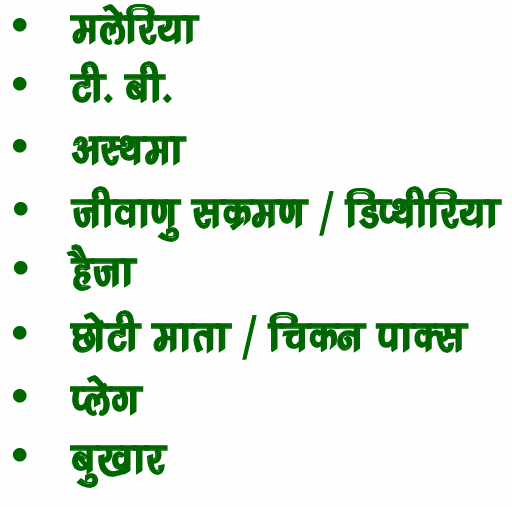 • मलेरिया
• टी. बी.
• अस्थमा
• जीवाणु सक्रमण / डिप्थीरिया
• हैजा
• छोटी माता / चिकन पाक्स
• प्लेग
• बुखार